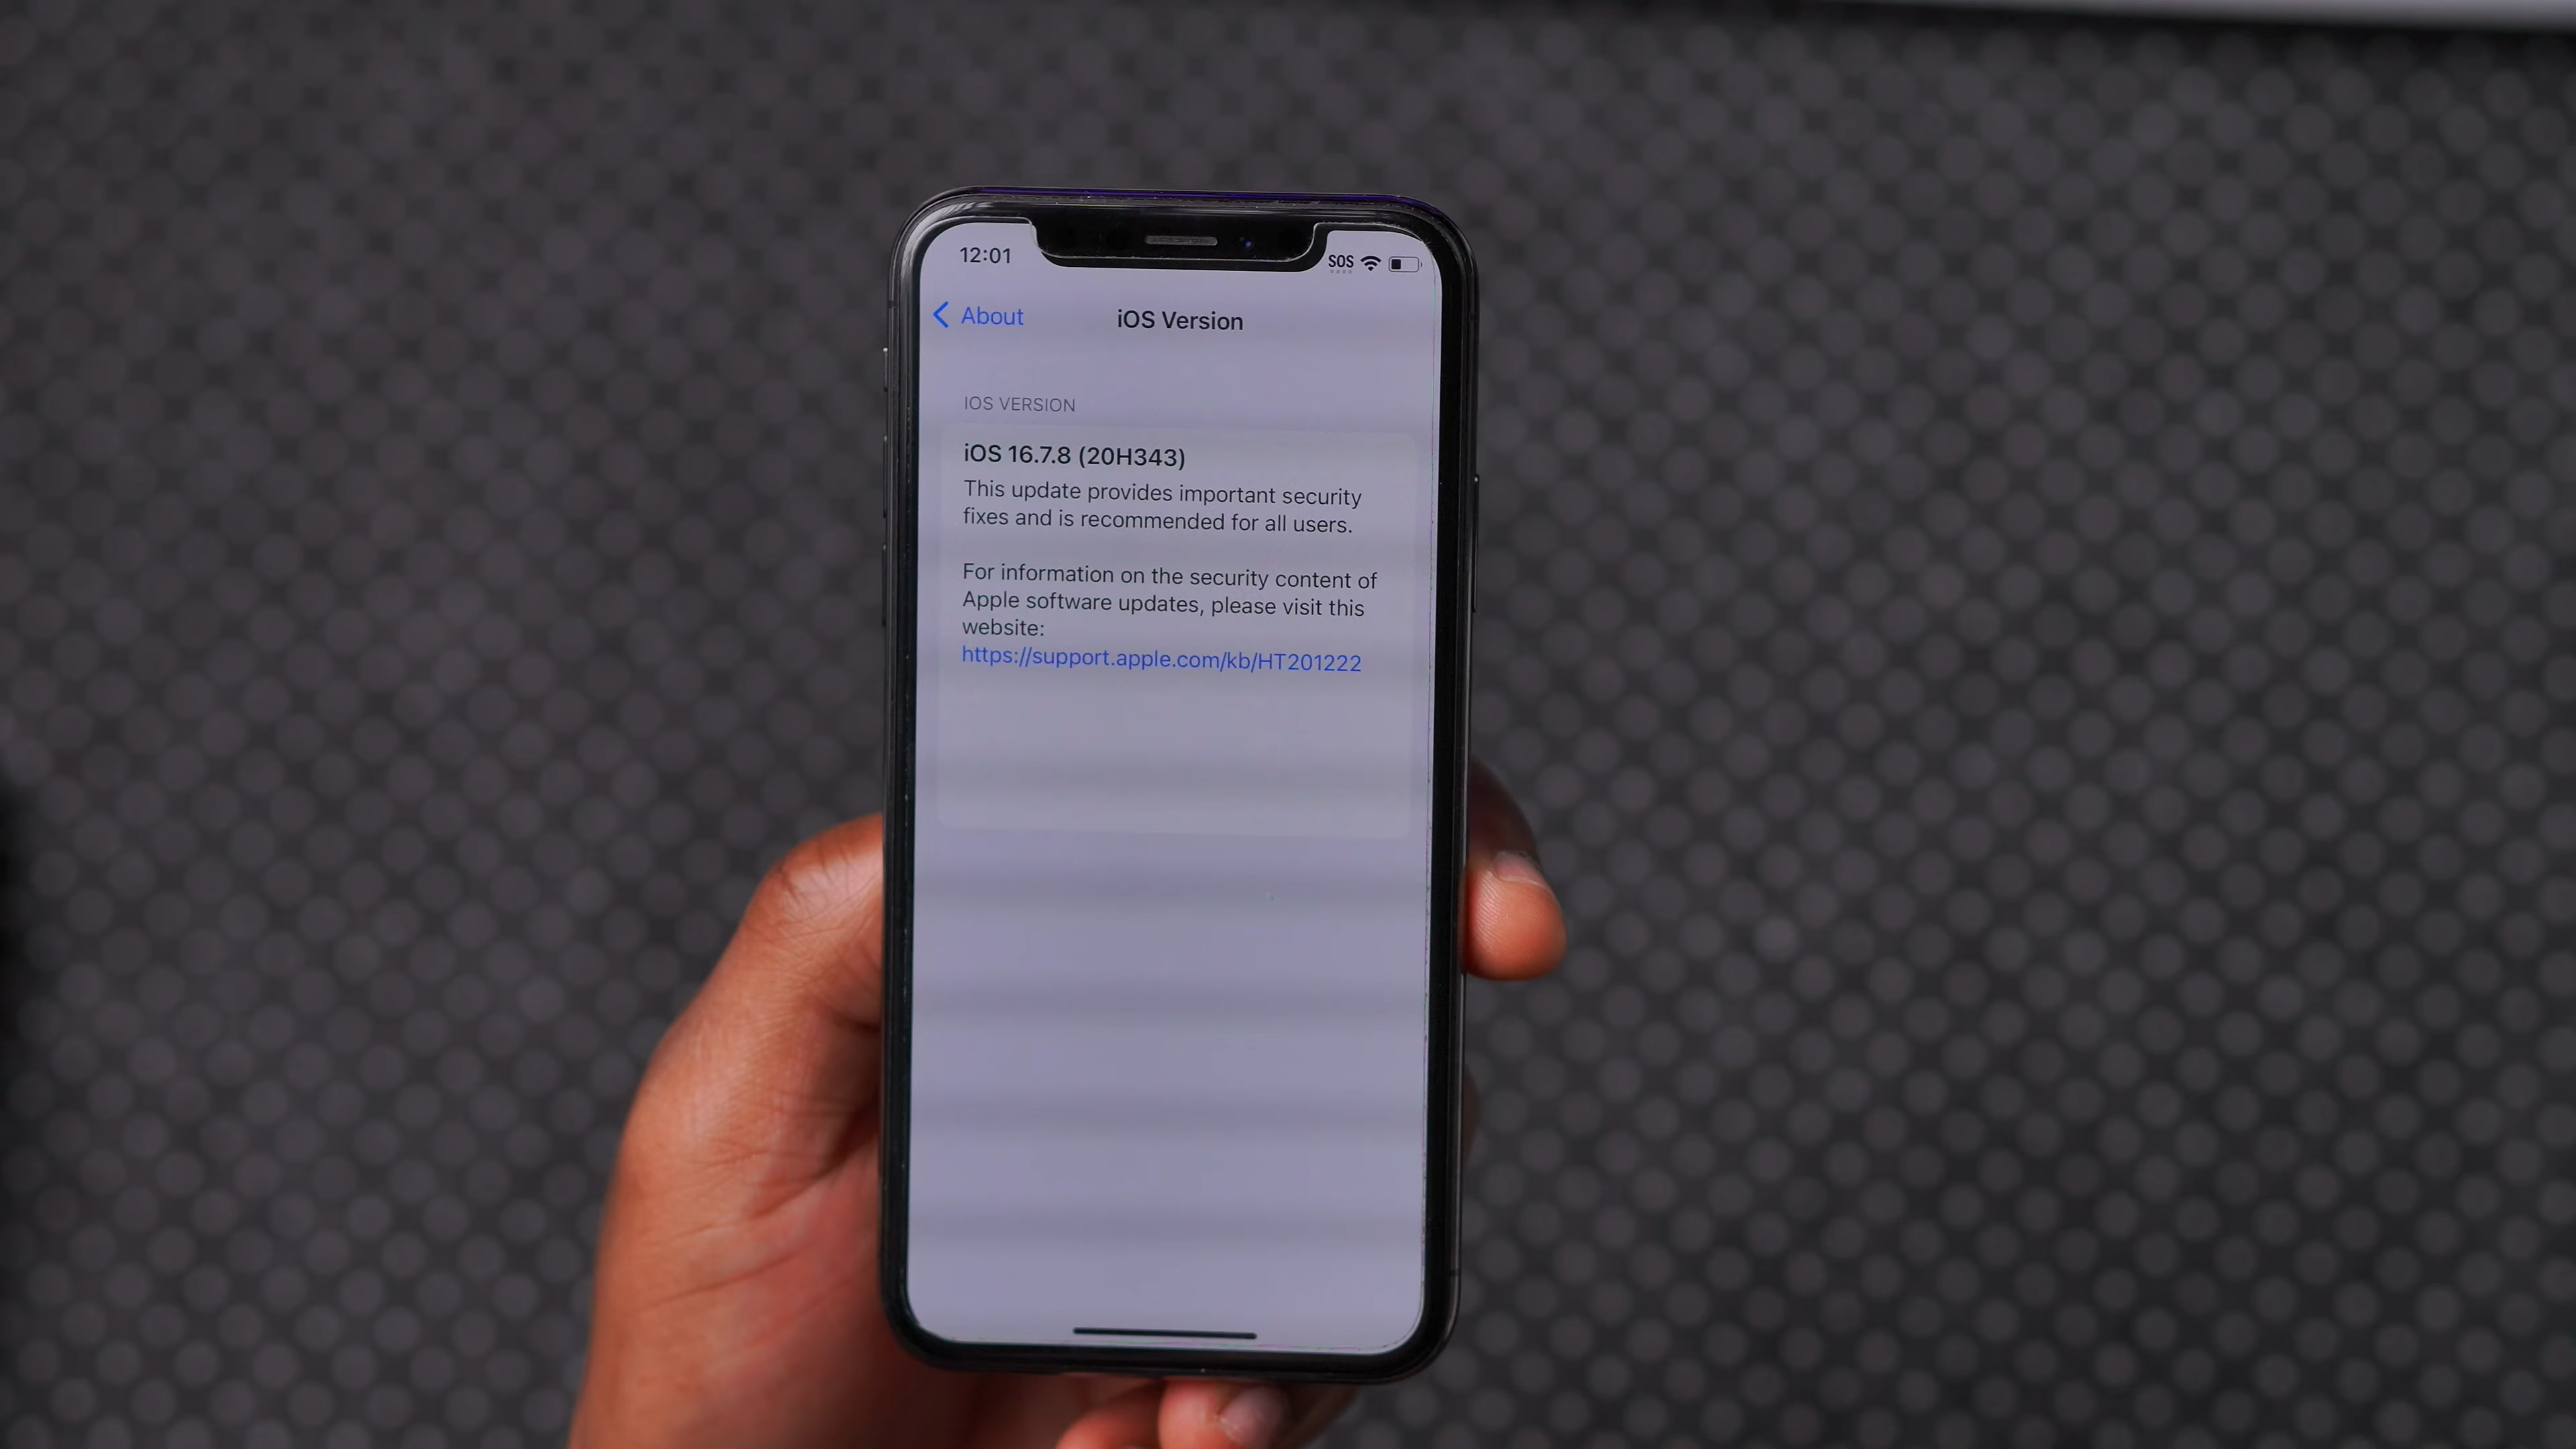 12:01
SOS
About
iOS Version
IOS VERSION
iOS 16.7.8 (20H343)
This update provides important security
fixes and is recommended for all users.
For information on the security content of
Apple software updates, please visit this
website:
https://support.apple.com/kb/HT201222